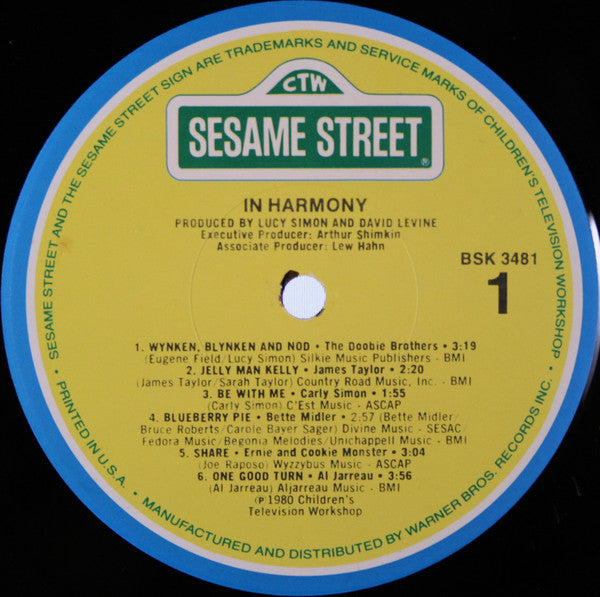 SESAME STREET AND THE SESAME STREET SIGN ARE TRADEMARKS AND SERVICE MARKS OF CHILDREN'S TELEVISION WORKSHOP
CTW
SESAME STREET®
IN HARMONY
PRODUCED BY LUCY SIMON AND DAVID LEVINE
Executive Producer: Arthur Shimkin
Associate Producer: Lew Hahn
BSK 3481
1
1. WYNKEN, BLYNKEN AND NOD • The Doobie Brothers • 3:19
(Eugene Field/Lucy Simon) Silkie Music Publishers - BMI
2. JELLY MAN KELLY • James Taylor • 2:20
(James Taylor/Sarah Taylor) Country Road Music, Inc. - BMI
3. BE WITH ME • Carly Simon • 1:55
(Carly Simon) C'Est Music - ASCAP
4. BLUEBERRY PIE • Bette Midler • 2:57 (Bette Midler/
Bruce Roberts/Carole Bayer Sager) Divine Music - SESAC/
Fedora Music/Begonia Melodies/Unichappell Music - BMI
5. SHARE • Ernie and Cookie Monster • 3:04
(Joe Raposo) Wyzzybus Music - ASCAP
6. ONE GOOD TURN • Al Jarreau • 3:56
(Al Jarreau) Aljarreau Music - BMI
℗ 1980 Children's
Television Workshop
• PRINTED IN U.S.A. • MANUFACTURED AND DISTRIBUTED BY WARNER BROS. RECORDS INC. •